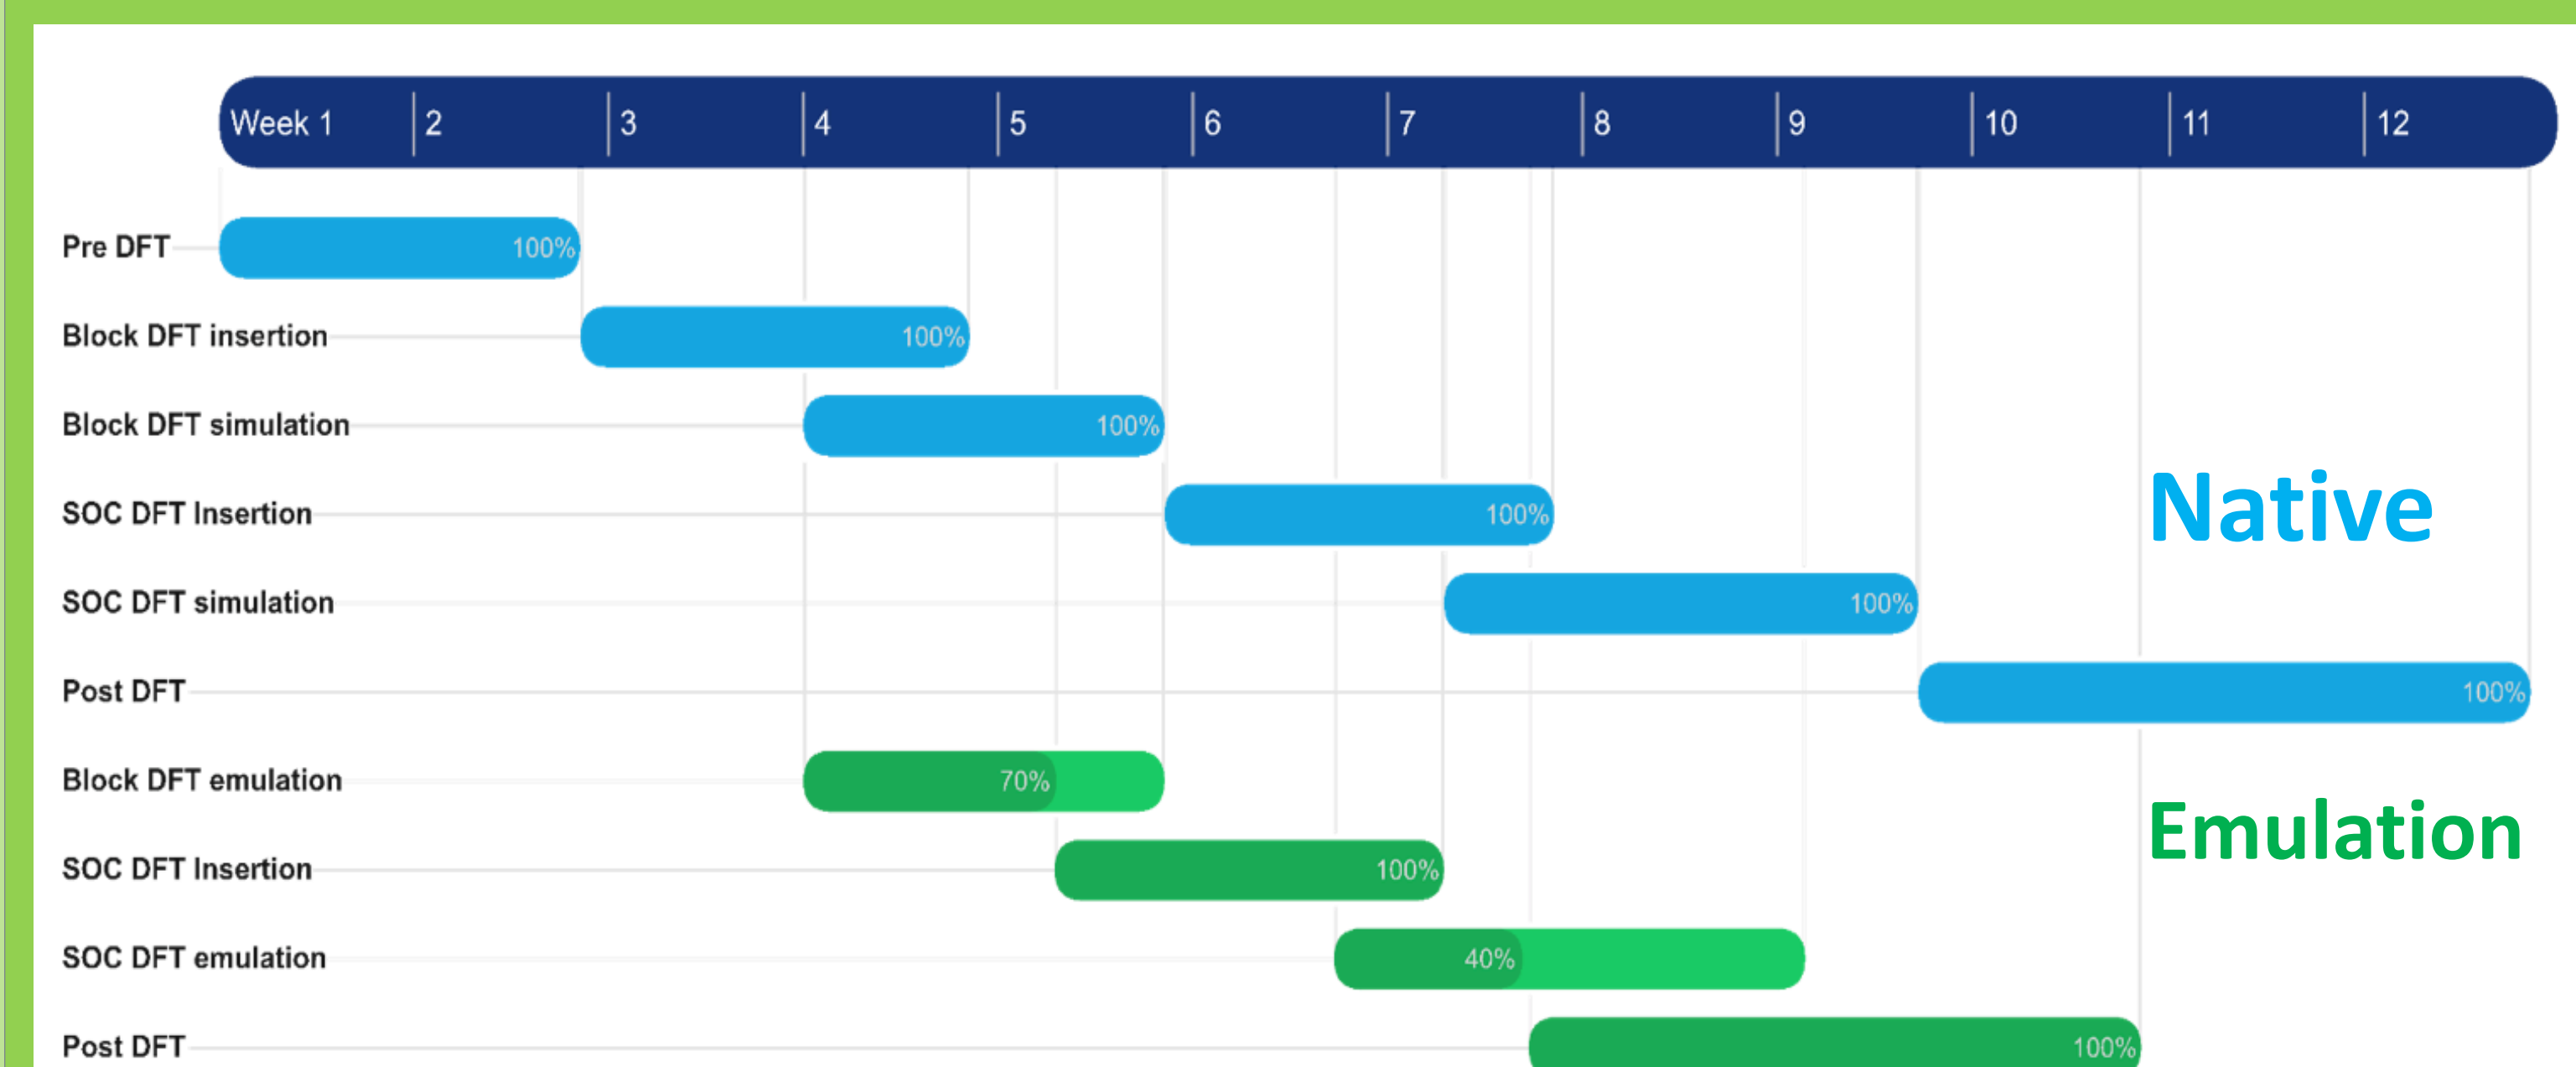 Week 1 2 3 4 5 6 7 8 9 10 11 12
Pre DFT 100%
Block DFT insertion 100%
Block DFT simulation 100%
SOC DFT Insertion 100%
Native
SOC DFT simulation 100%
Post DFT 100%
Block DFT emulation 70%
Emulation
SOC DFT Insertion 100%
SOC DFT emulation 40%
Post DFT 100%